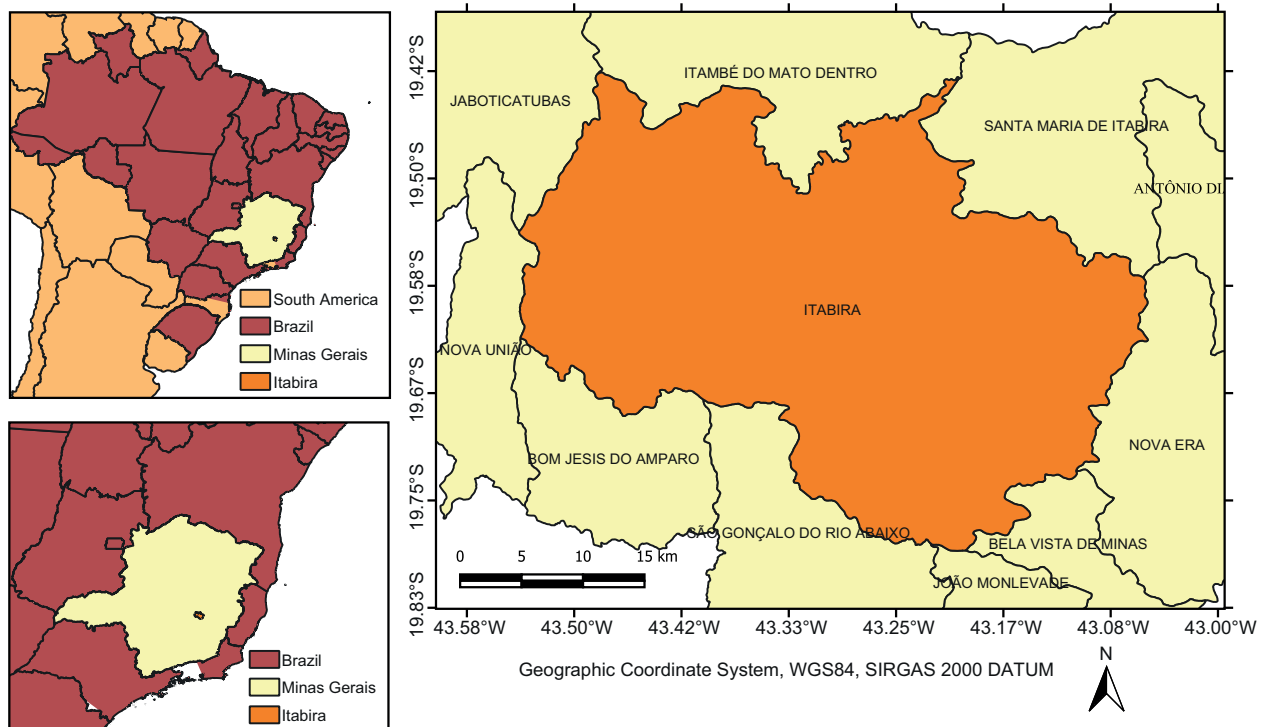 South America
Brazil
Minas Gerais
Itabira
Brazil
Minas Gerais
Itabira
19.42°S
19.50°S
19.58°S
19.67°S
19.75°S
19.83°S
ITAMBÉ DO MATO DENTRO
JABOTICATUBAS
SANTA MARIA DE ITABIRA
ANTÔNIO DI
ITABIRA
NOVA UNIÃO
NOVA ERA
BOM JESIS DO AMPARO
SÃO GONÇALO DO RIO ABAIXO
BELA VISTA DE MINAS
JOÃO MONLEVADE
0 5 10 15 km
43.58°W 43.50°W 43.42°W 43.33°W 43.25°W 43.17°W 43.08°W 43.00°W
Geographic Coordinate System, WGS84, SIRGAS 2000 DATUM
N